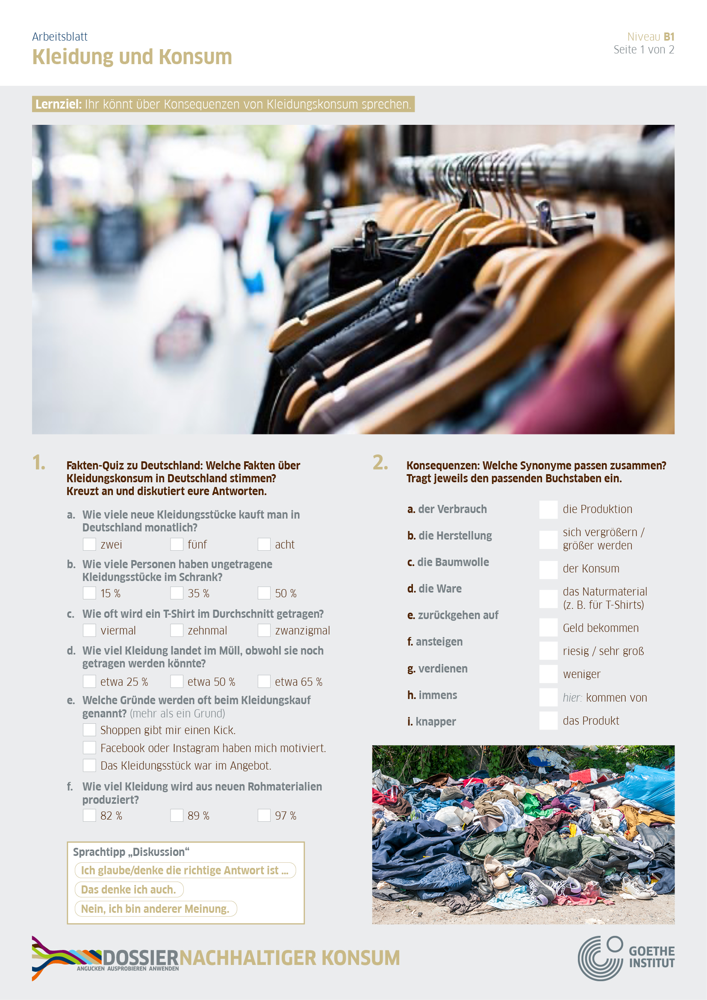 Arbeitsblatt
Kleidung und Konsum
Niveau B1
Seite 1 von 2
Lernziel: Ihr könnt über Konsequenzen von Kleidungskonsum sprechen.
1.
Fakten-Quiz zu Deutschland: Welche Fakten über
Kleidungskonsum in Deutschland stimmen?
Kreuzt an und diskutiert eure Antworten.
a. Wie viele neue Kleidungsstücke kauft man in
Deutschland monatlich?
zwei fünf acht
b. Wie viele Personen haben ungetragene
Kleidungsstücke im Schrank?
15 % 35 % 50 %
c. Wie oft wird ein T-Shirt im Durchschnitt getragen?
viermal zehnmal zwanzigmal
d. Wie viel Kleidung landet im Müll, obwohl sie noch
getragen werden könnte?
etwa 25 % etwa 50 % etwa 65 %
e. Welche Gründe werden oft beim Kleidungskauf
genannt? (mehr als ein Grund)
Shoppen gibt mir einen Kick.
Facebook oder Instagram haben mich motiviert.
Das Kleidungsstück war im Angebot.
f. Wie viel Kleidung wird aus neuen Rohmaterialien
produziert?
82 % 89 % 97 %
Sprachtipp „Diskussion“
Ich glaube/denke die richtige Antwort ist ...
Das denke ich auch.
Nein, ich bin anderer Meinung.
2.
Konsequenzen: Welche Synonyme passen zusammen?
Tragt jeweils den passenden Buchstaben ein.
a. der Verbrauch
b. die Herstellung
c. die Baumwolle
d. die Ware
e. zurückgehen auf
f. ansteigen
g. verdienen
h. immens
i. knapper
die Produktion
sich vergrößern /
größer werden
der Konsum
das Naturmaterial
(z. B. für T-Shirts)
Geld bekommen
riesig / sehr groß
weniger
hier: kommen von
das Produkt
DOSSIERNACHHALTIGER KONSUM
ANGUCKEN AUSPROBIEREN ANWENDEN
GOETHE
INSTITUT